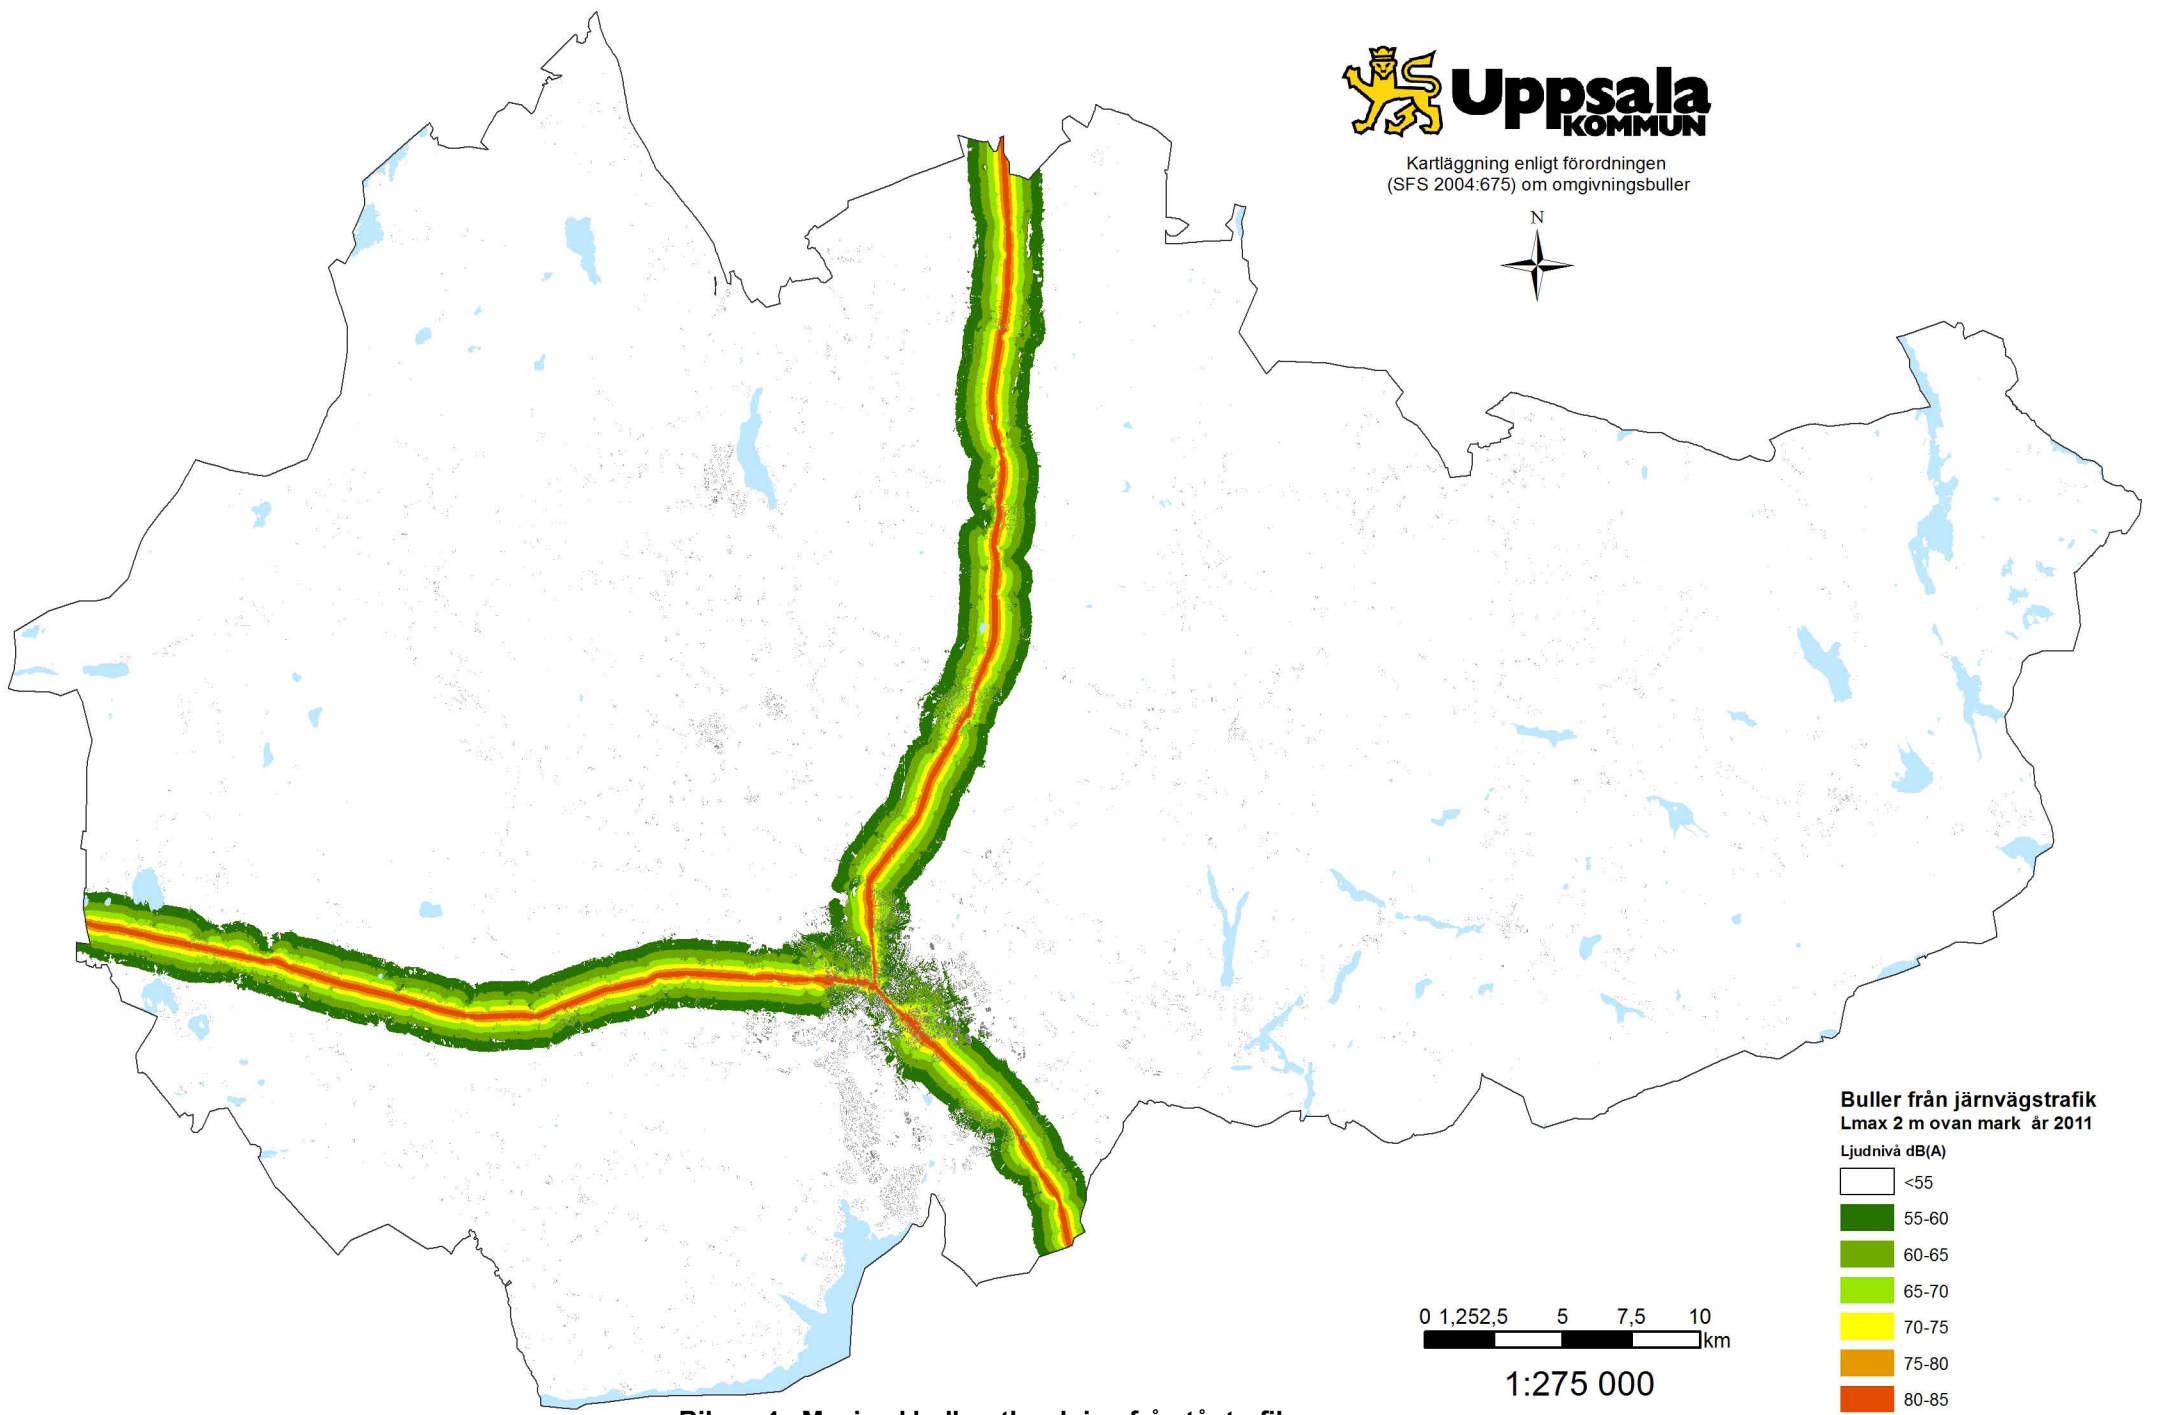 Uppsala
KOMMUN
Kartläggning enligt förordningen
(SFS 2004:675) om omgivningsbuller
N
Buller från järnvägstrafik
Lmax 2 m ovan mark år 2011
Ljudnivå dB(A)
<55
55-60
60-65
65-70
70-75
75-80
80-85
0 1,252,5 5 7,5 10
km
1:275 000